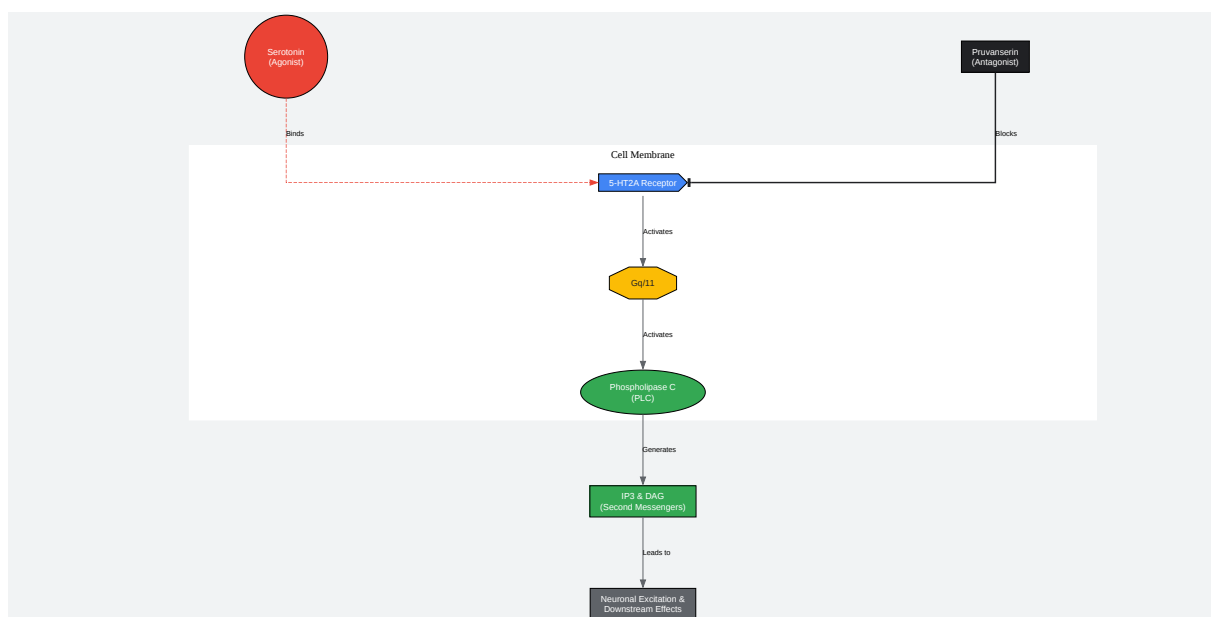 Serotonin
(Agonist)
Pruvanserin
(Antagonist)
Binds
Blocks
Cell Membrane
5-HT2A Receptor
Activates
Gq/11
Activates
Phospholipase C
(PLC)
Generates
IP3 & DAG
(Second Messengers)
Leads to
Neuronal Excitation &
Downstream Effects